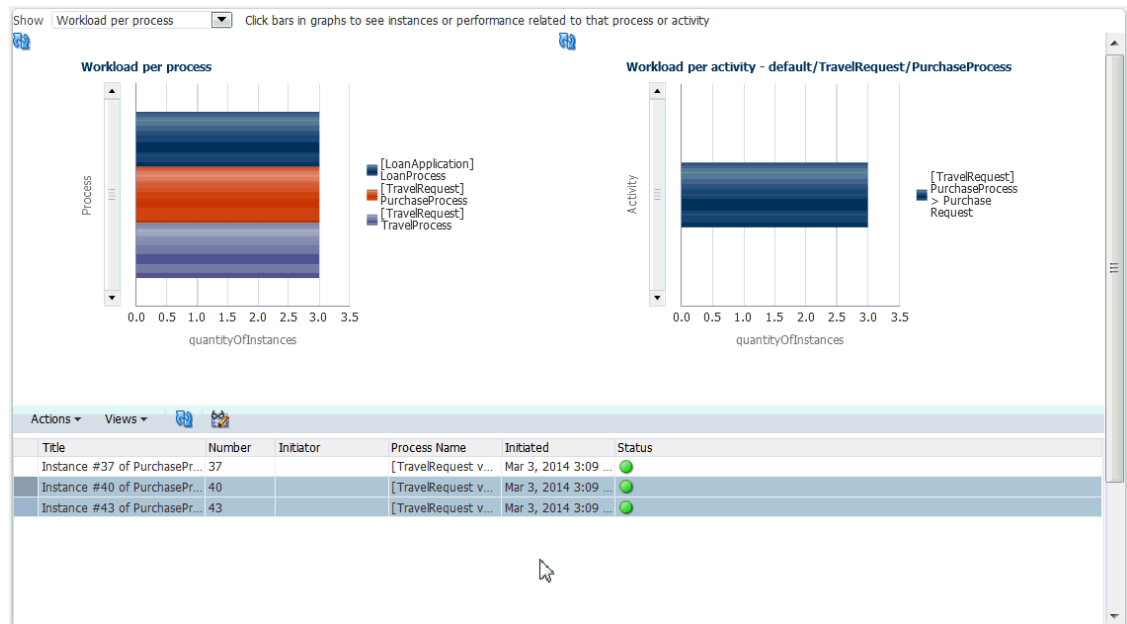 Show Workload per process Click bars in graphs to see instances or performance related to that process or activity
Workload per process
Process
[LoanApplication]
LoanProcess
[TravelRequest]
PurchaseProcess
[TravelRequest]
TravelProcess
0.0 0.5 1.0 1.5 2.0 2.5 3.0 3.5
quantityOfInstances
Workload per activity - default/TravelRequest/PurchaseProcess
Activity
[TravelRequest]
PurchaseProcess
> Purchase
Request
0.0 0.5 1.0 1.5 2.0 2.5 3.0 3.5
quantityOfInstances
Actions Views
Title Number Initiator Process Name Initiated Status
Instance #37 of PurchasePr... 37 [TravelRequest v... Mar 3, 2014 3:09 ...
Instance #40 of PurchasePr... 40 [TravelRequest v... Mar 3, 2014 3:09 ...
Instance #43 of PurchasePr... 43 [TravelRequest v... Mar 3, 2014 3:09 ...